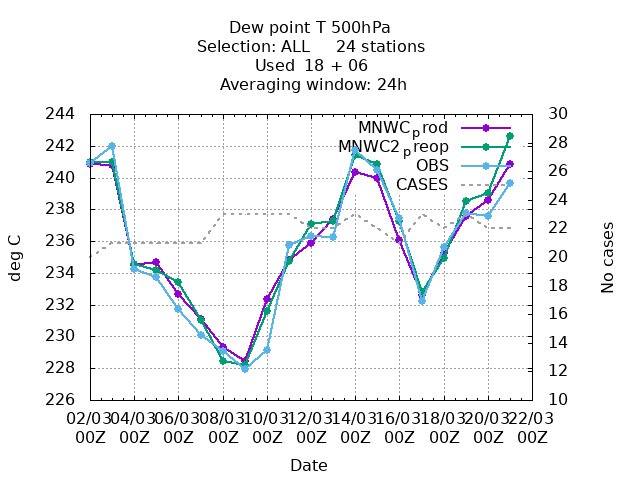 Dew point T 500hPa
Selection: ALL 24 stations
Used 18 + 06
Averaging window: 24h
244
242
240
238
236
234
232
230
228
226
deg C
30
28
26
24
22
20
18
16
14
12
10
No cases
MNWCprod
MNWC2preop
OBS
CASES
02/03 04/03 06/03 08/03 10/03 12/03 14/03 16/03 18/03 20/03 22/03
00Z 00Z 00Z 00Z 00Z 00Z 00Z 00Z 00Z 00Z 00Z
Date